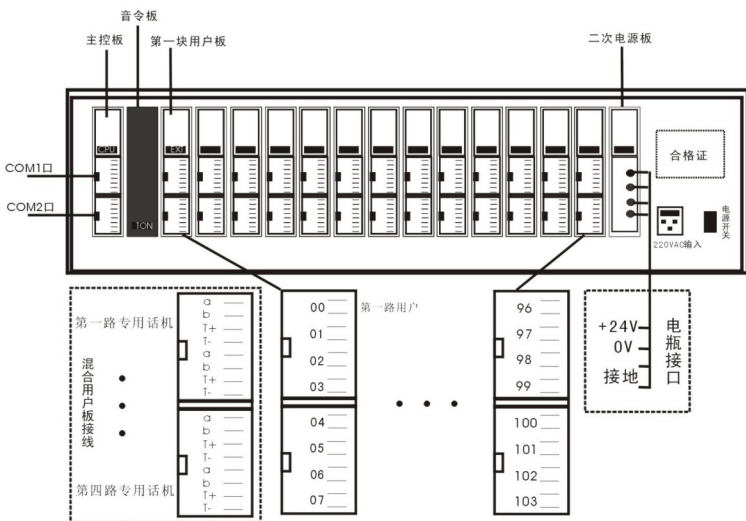 音令板
主控板
第一块用户板
二次电源板
CPU
EXT
合格证
COM1口
COM2口
TON
220VAC输入
电源开关
第一路专用话机
a
b
T+
T-
a
b
T+
T-
混合用户板接线
第四路专用话机
a
b
T+
T-
a
b
T+
T-
00
第一路用户
01
02
03
04
05
06
07
96
97
98
99
100
101
102
103
+24V
0V
接地
电瓶接口